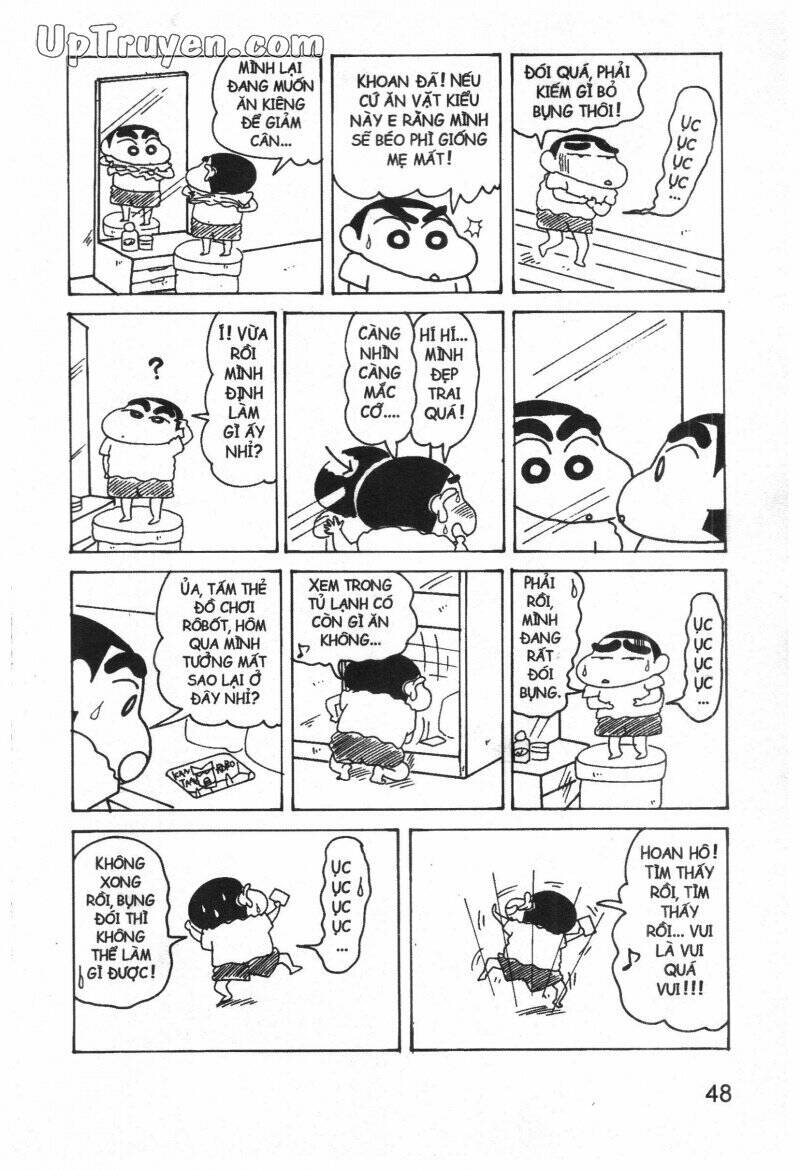 UpTruyen.com
ĐÓI QUÁ, PHẢI
KIẾM GÌ BỎ
BỤNG THÔI!
ỤC
ỤC
ỤC
ỤC
...
KHOAN ĐÃ! NẾU
CỨ ĂN VẶT KIỂU
NÀY E RẰNG MÌNH
SẼ BÉO PHÌ GIỐNG
MẸ MẤT!
MÌNH LẠI
ĐANG MUỐN
ĂN KIÊNG
ĐỂ GIẢM
CÂN...
HÍ HÍ...
MÌNH
ĐẸP
TRAI
QUÁ!
CÀNG
NHÌN
CÀNG
MẮC
CỠ....
?
Í! VỪA
RỒI
MÌNH
ĐỊNH
LÀM
GÌ ẤY
NHỈ?
ỤC
ỤC
ỤC
ỤC
...
PHẢI
RỒI,
MÌNH
ĐANG
RẤT
ĐÓI
BỤNG.
XEM TRONG
TỦ LẠNH CÓ
CÒN GÌ ĂN
KHÔNG...
ỦA, TẤM THẺ
ĐỒ CHƠI
RÔBỐT, HÔM
QUA MÌNH
TƯỞNG MẤT
SAO LẠI Ở
ĐÂY NHỈ?
KAN
TAM
ROBO
HOAN HÔ!
TÌM THẤY
RỒI, TÌM
THẤY
RỒI... VUI
LÀ VUI
QUÁ
VUI!!!
ỤC
ỤC
ỤC
ỤC
...
KHÔNG
XONG
RỒI, BỤNG
ĐÓI THÌ
KHÔNG
THỂ LÀM
GÌ ĐƯỢC!
48